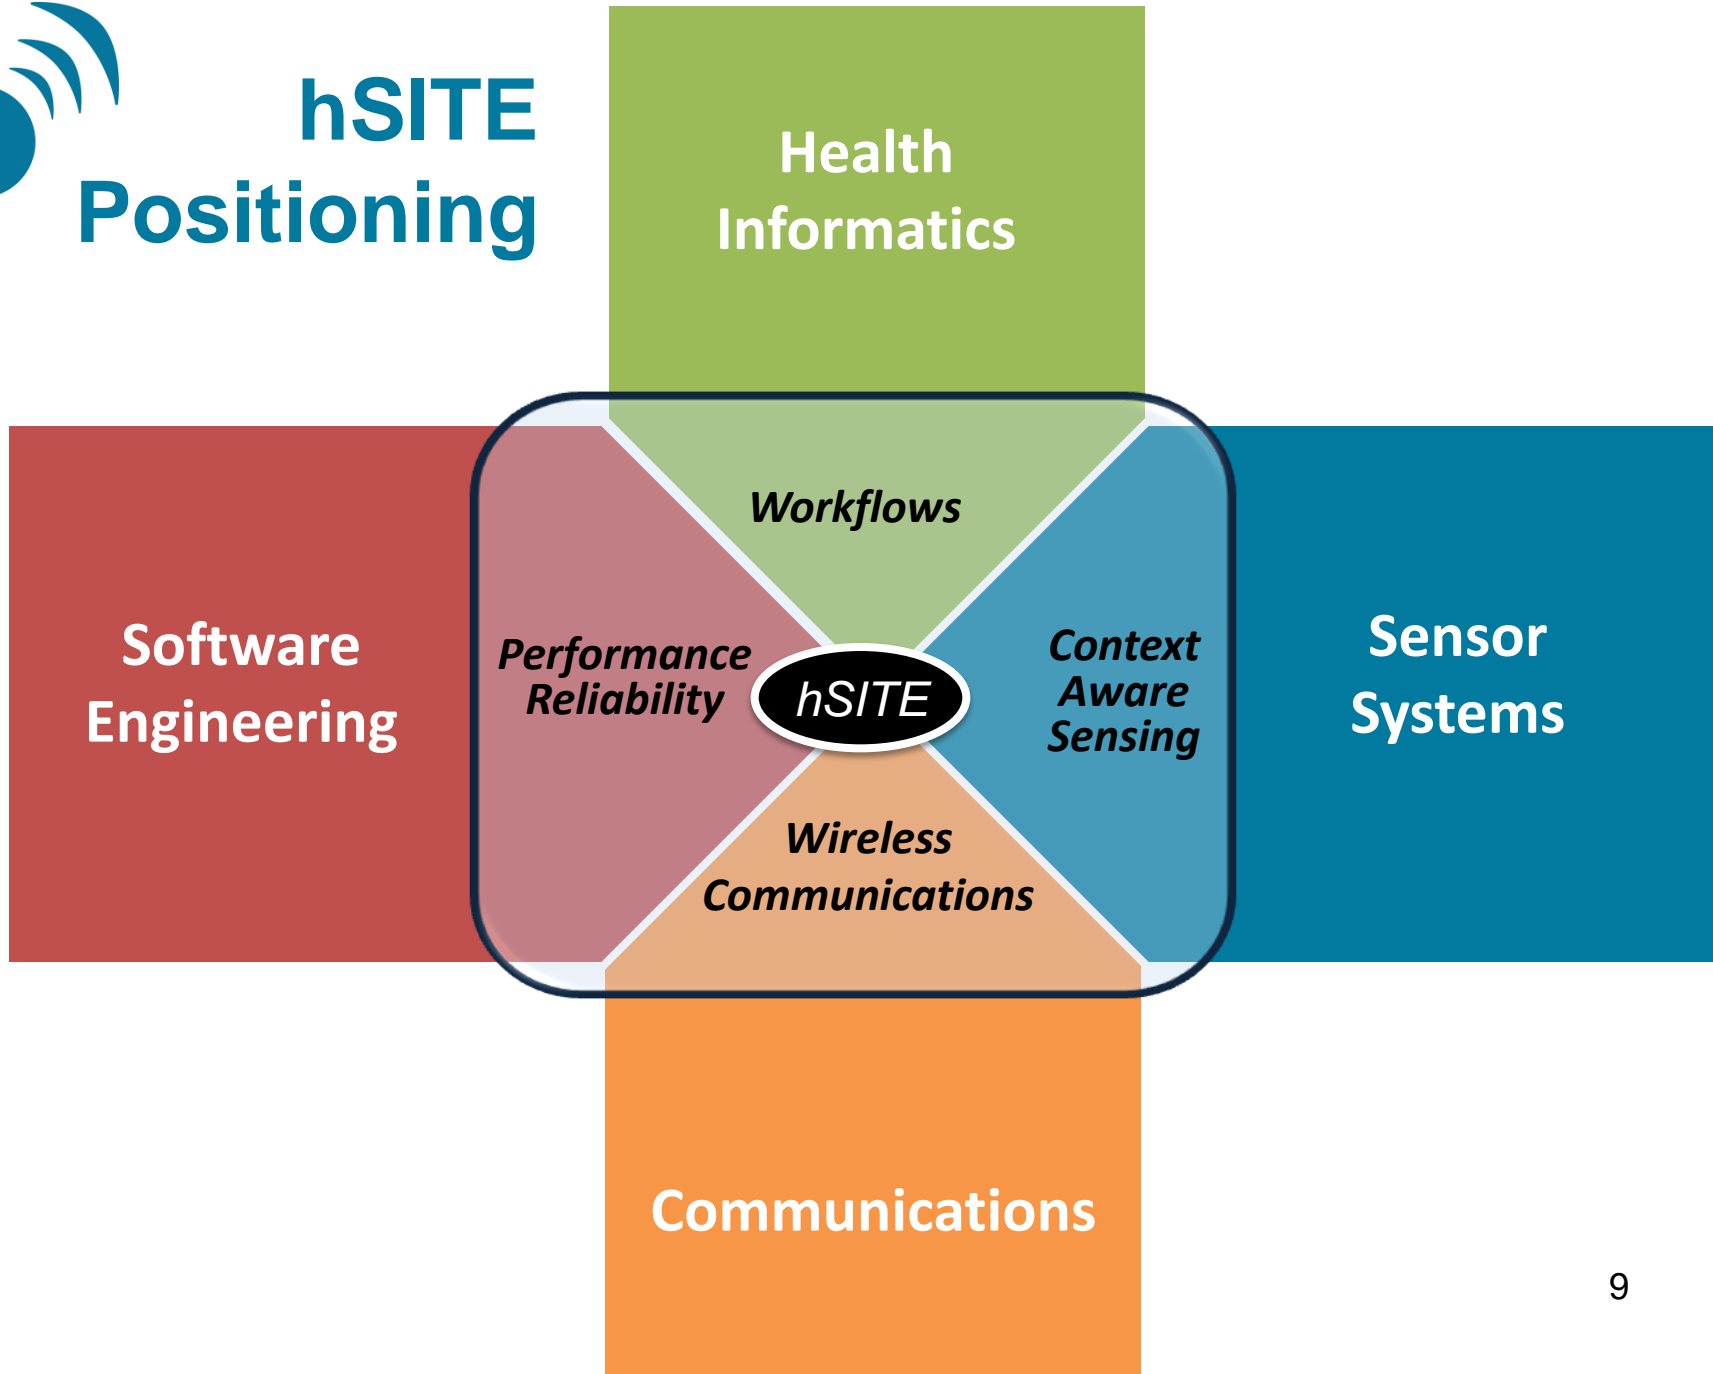 hSITE
Positioning
Health
Informatics
Workflows
Software
Engineering
Performance
Reliability
hSITE
Context
Aware
Sensing
Sensor
Systems
Wireless
Communications
Communications
9